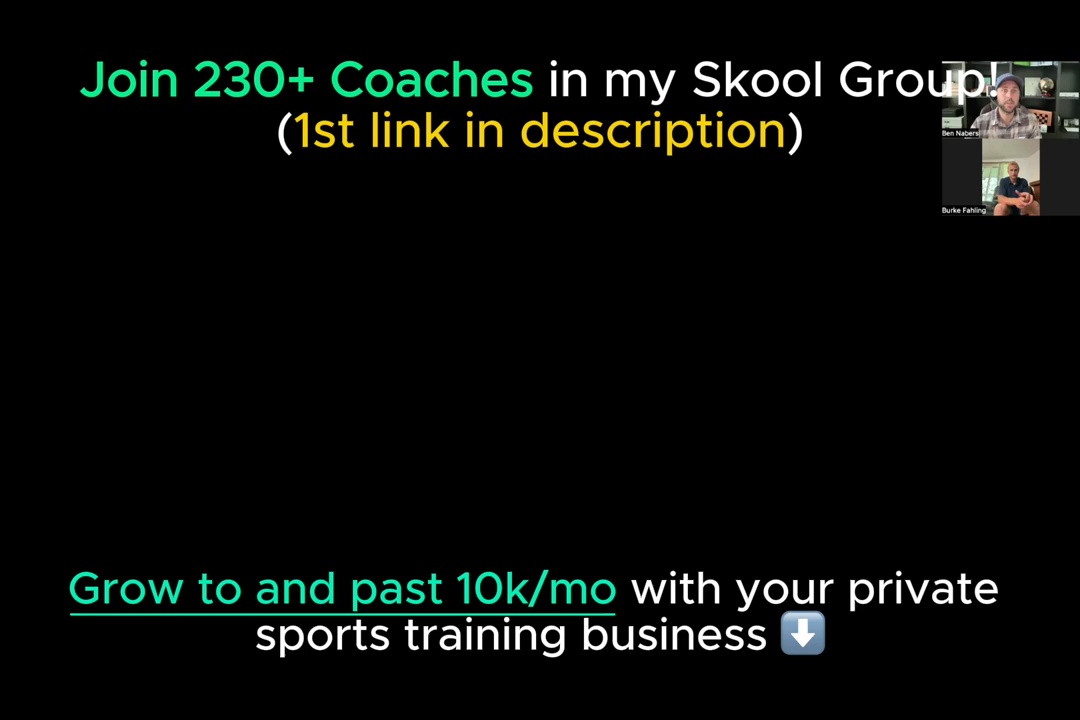 Join 230+ Coaches in my Skool Group!
(1st link in description)
Ben Nabers
Burke Fahling
Grow to and past 10k/mo with your private
sports training business ⬇️